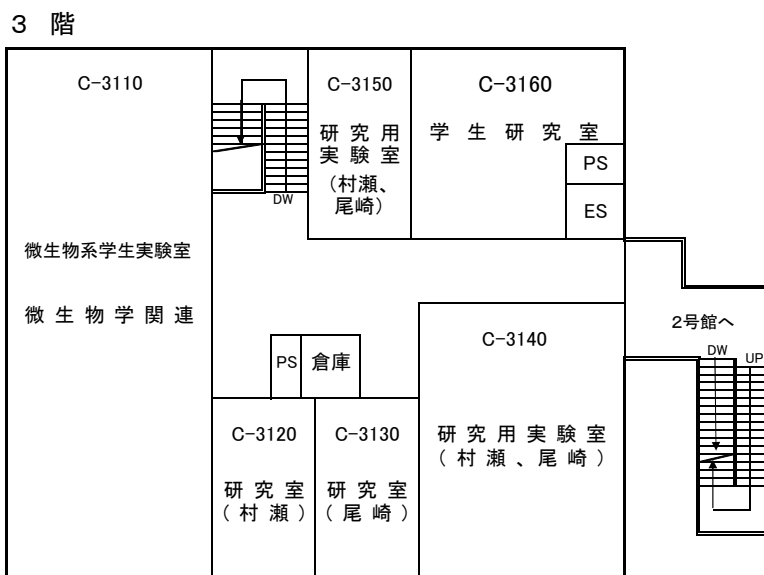 ３ 階
C-3110
微生物系学生実験室
微 生 物 学 関 連
DW
C-3150
研 究 用
実 験 室
（村瀬、
尾崎）
C-3160
学 生 研 究 室
PS
ES
2号館へ
DW
UP
PS
倉庫
C-3120
研 究 室
（ 村 瀬 ）
C-3130
研 究 室
（ 尾 崎 ）
C-3140
研 究 用 実 験 室
（ 村 瀬 、 尾 崎 ）